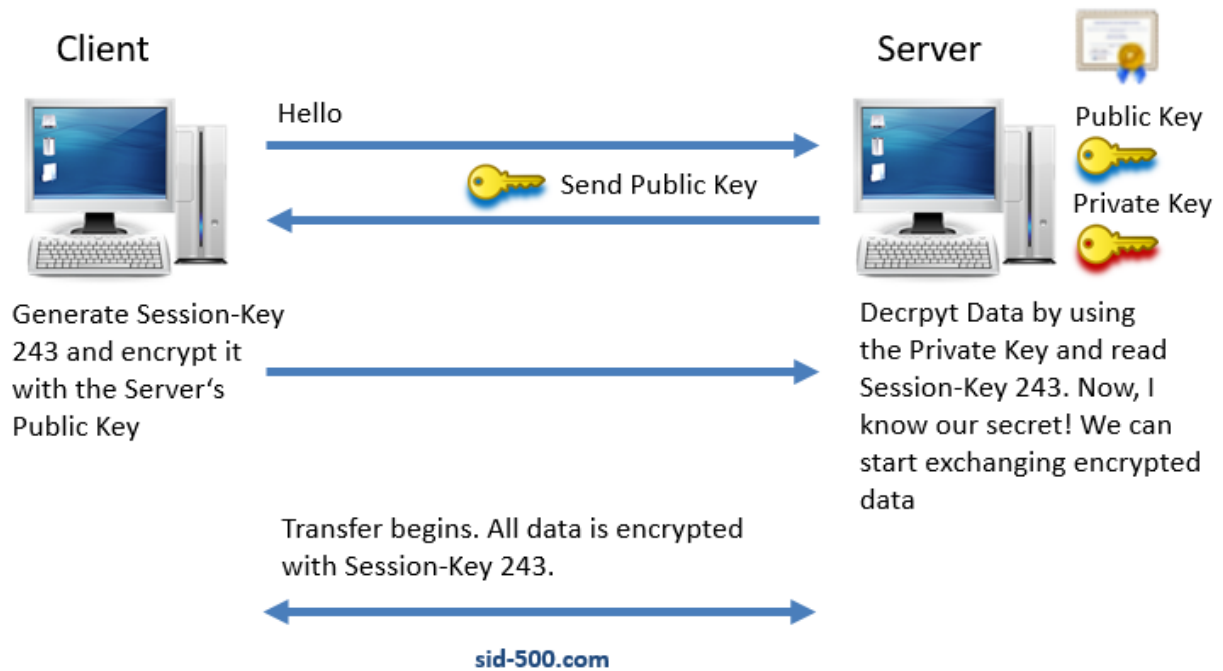 Client
Server
Hello
Public Key
Send Public Key
Private Key
Generate Session-Key
243 and encrypt it
with the Server‘s
Public Key
Decrpyt Data by using
the Private Key and read
Session-Key 243. Now, I
know our secret! We can
start exchanging encrypted
data
Transfer begins. All data is encrypted
with Session-Key 243.
sid-500.com